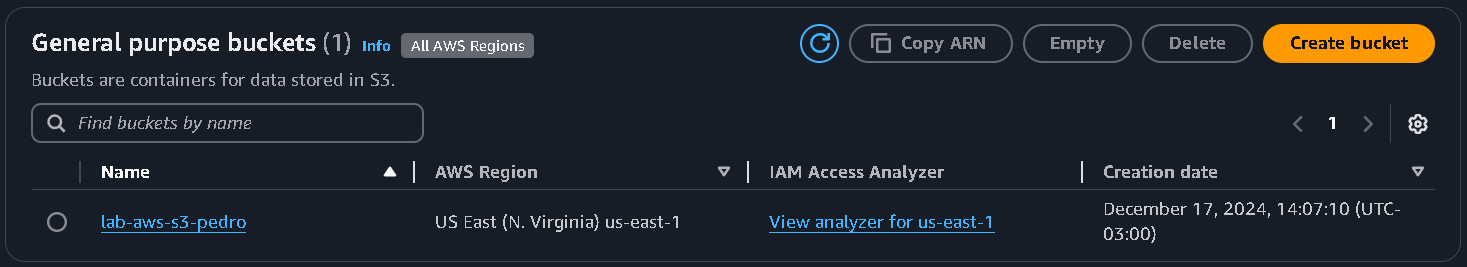 General purpose buckets (1) Info All AWS Regions
Copy ARN Empty Delete Create bucket
Buckets are containers for data stored in S3.
Find buckets by name
1
Name AWS Region IAM Access Analyzer Creation date
lab-aws-s3-pedro US East (N. Virginia) us-east-1 View analyzer for us-east-1 December 17, 2024, 14:07:10 (UTC-
03:00)